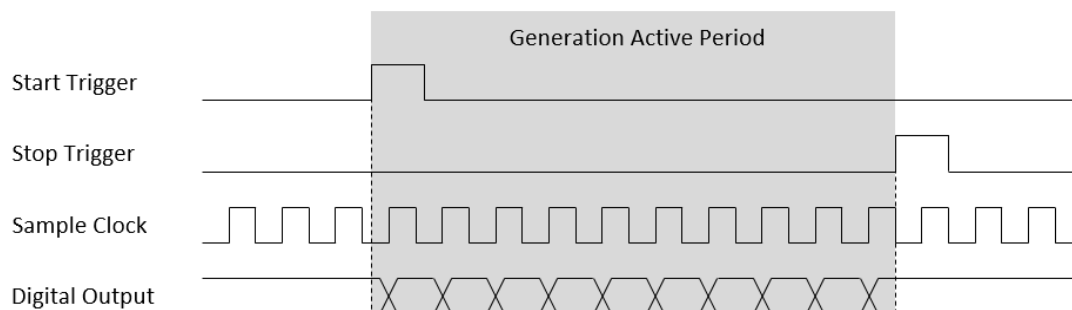 Generation Active Period
Start Trigger
Stop Trigger
Sample Clock
Digital Output